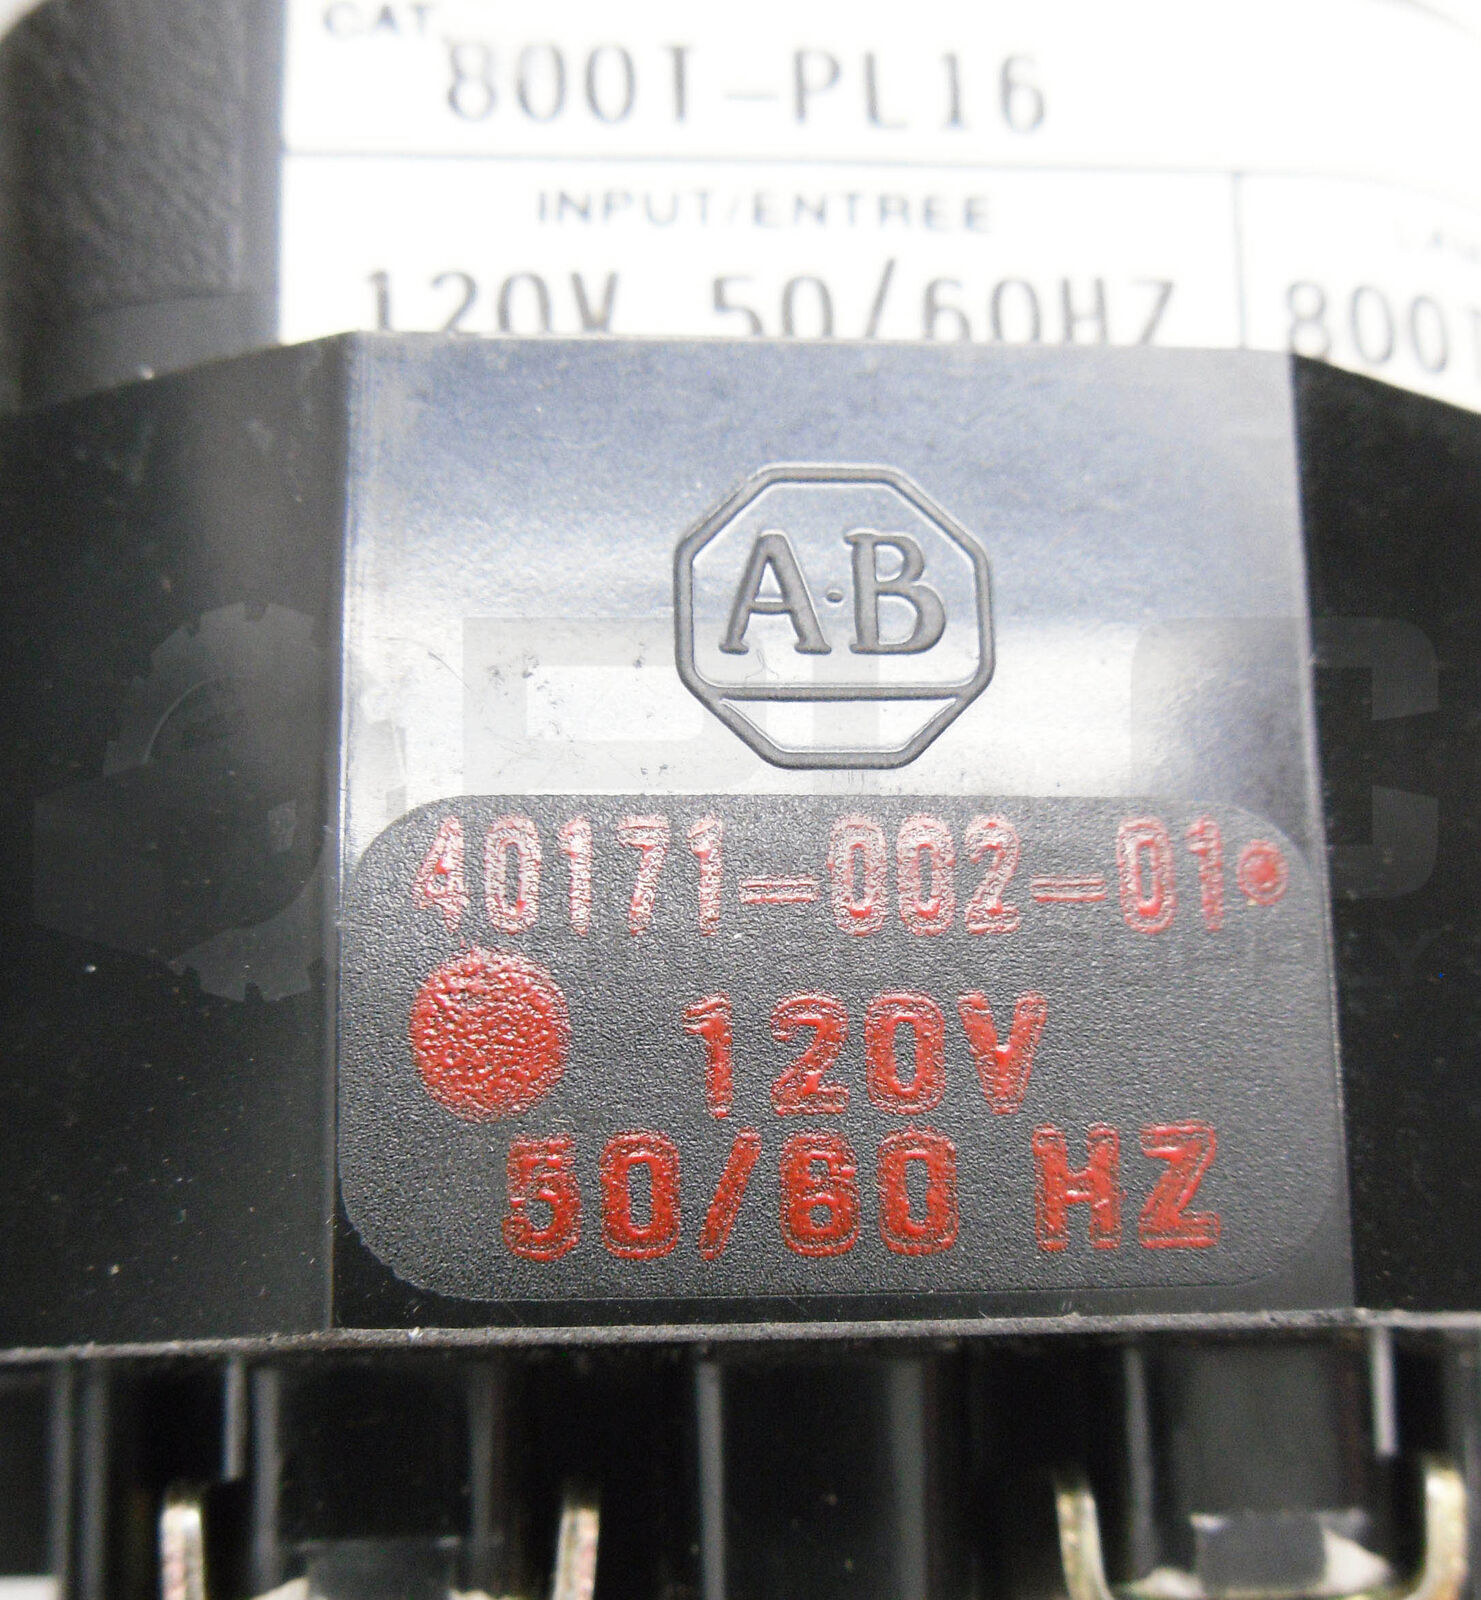 CAT.
800T-PL16
INPUT/ENTREE
120V 50/60HZ
800T
A·B
40171-002-01
120V
50/60 HZ